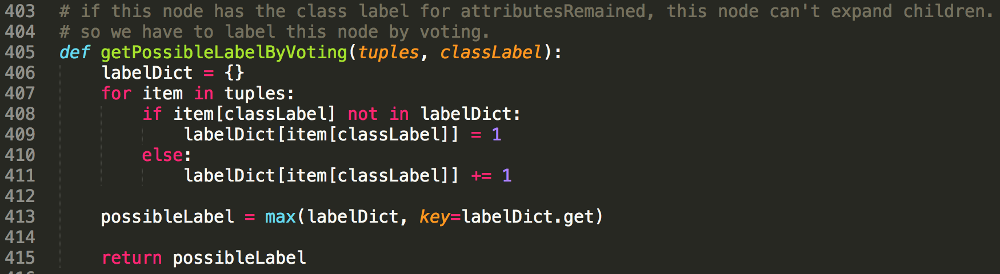 403 # if this node has the class label for attributesRemained, this node can't expand children.
404 # so we have to label this node by voting.
405 def getPossibleLabelByVoting(tuples, classLabel):
406     labelDict = {}
407     for item in tuples:
408         if item[classLabel] not in labelDict:
409             labelDict[item[classLabel]] = 1
410         else:
411             labelDict[item[classLabel]] += 1
412
413     possibleLabel = max(labelDict, key=labelDict.get)
414
415     return possibleLabel